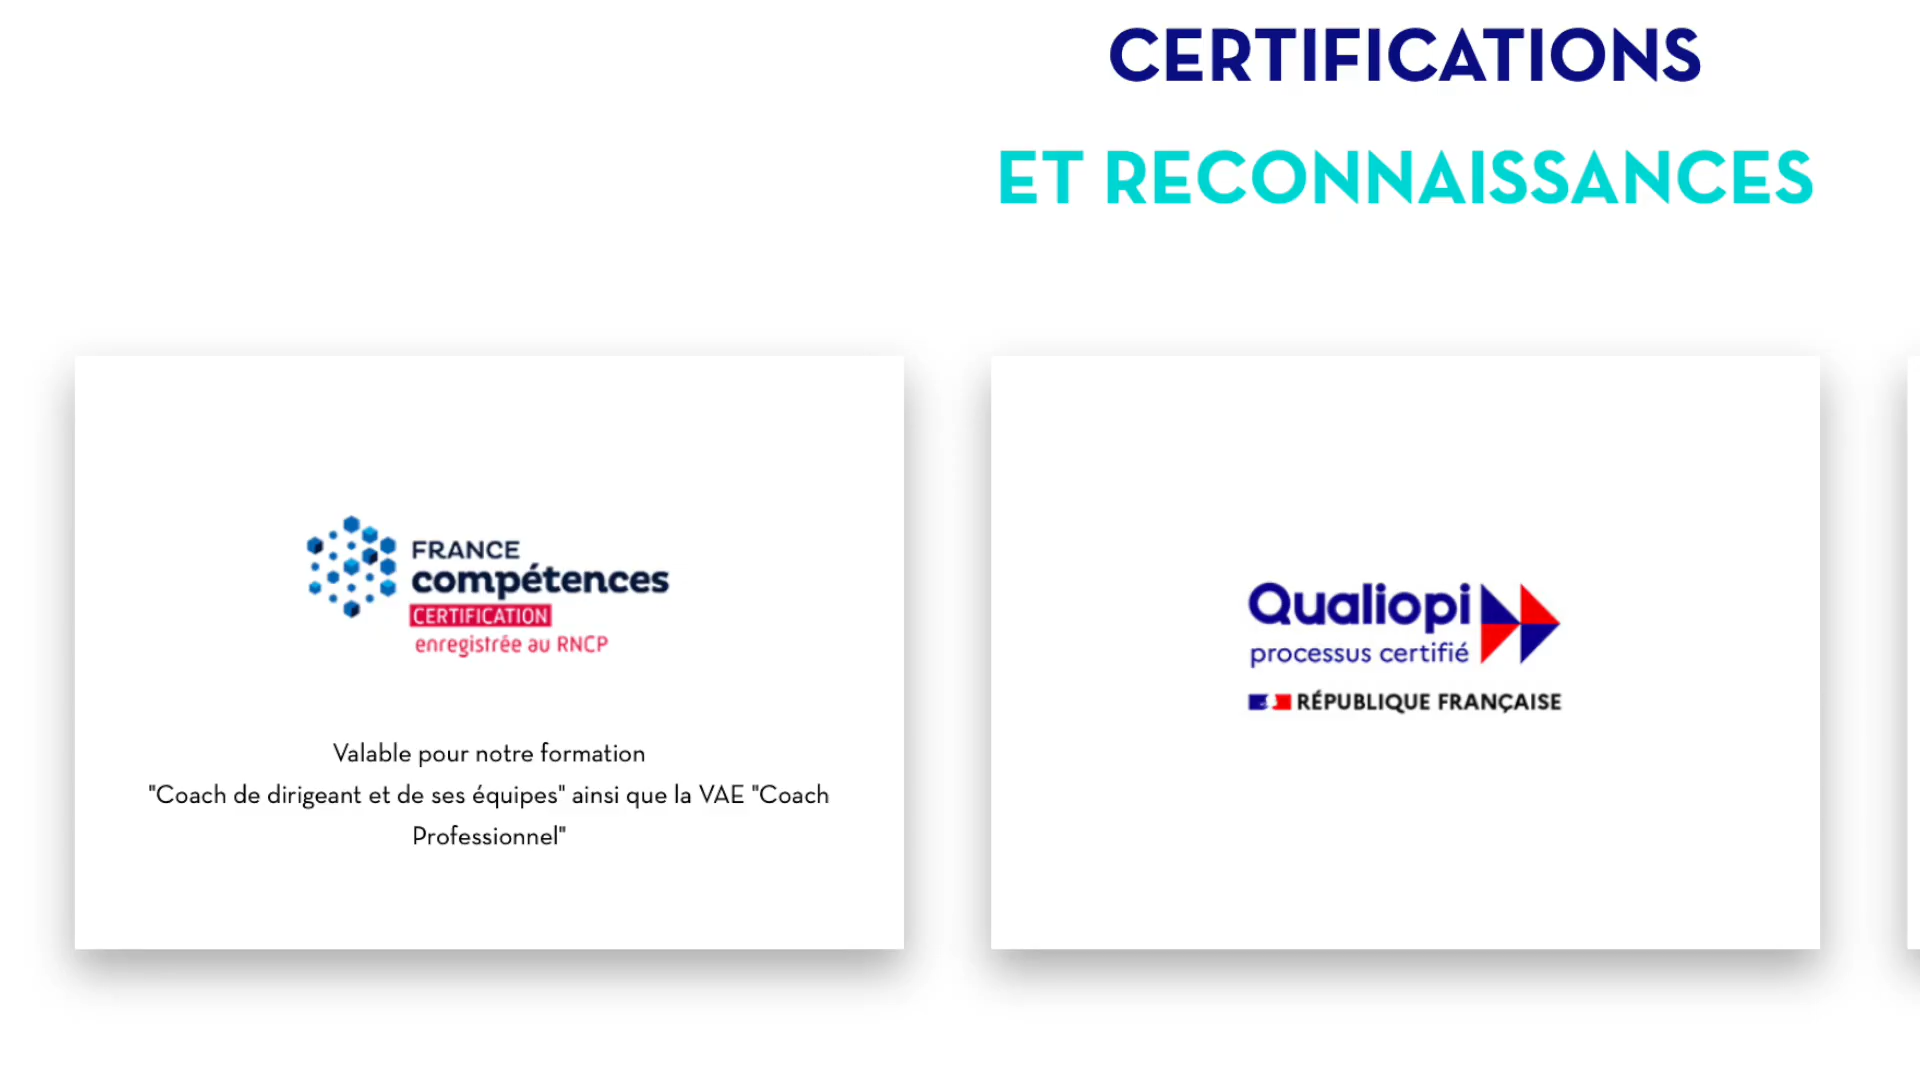 CERTIFICATIONS
ET RECONNAISSANCES
FRANCE
compétences
CERTIFICATION
enregistrée au RNCP
Valable pour notre formation
"Coach de dirigeant et de ses équipes" ainsi que la VAE "Coach
Professionnel"
Qualiopi
processus certifié
RÉPUBLIQUE FRANÇAISE